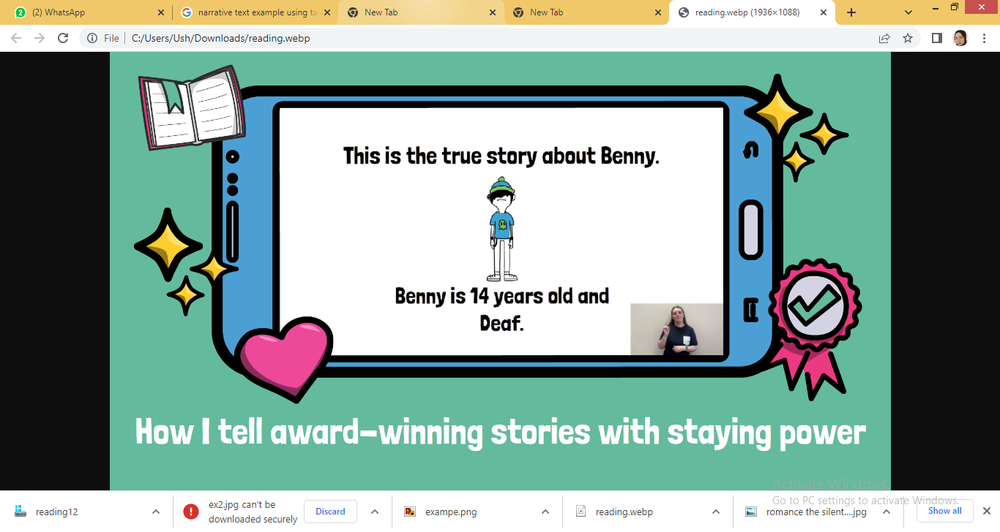 (2) WhatsApp
narrative text example using ta
New Tab
New Tab
reading.webp (1936×1088)
File
C:/Users/Ush/Downloads/reading.webp
This is the true story about Benny.
Benny is 14 years old and
Deaf.
How I tell award-winning stories with staying power
Activate Windows
Go to PC settings to activate Windows.
reading12
ex2.jpg can't be
downloaded securely
Discard
exampe.png
reading.webp
romance the silent....jpg
Show all